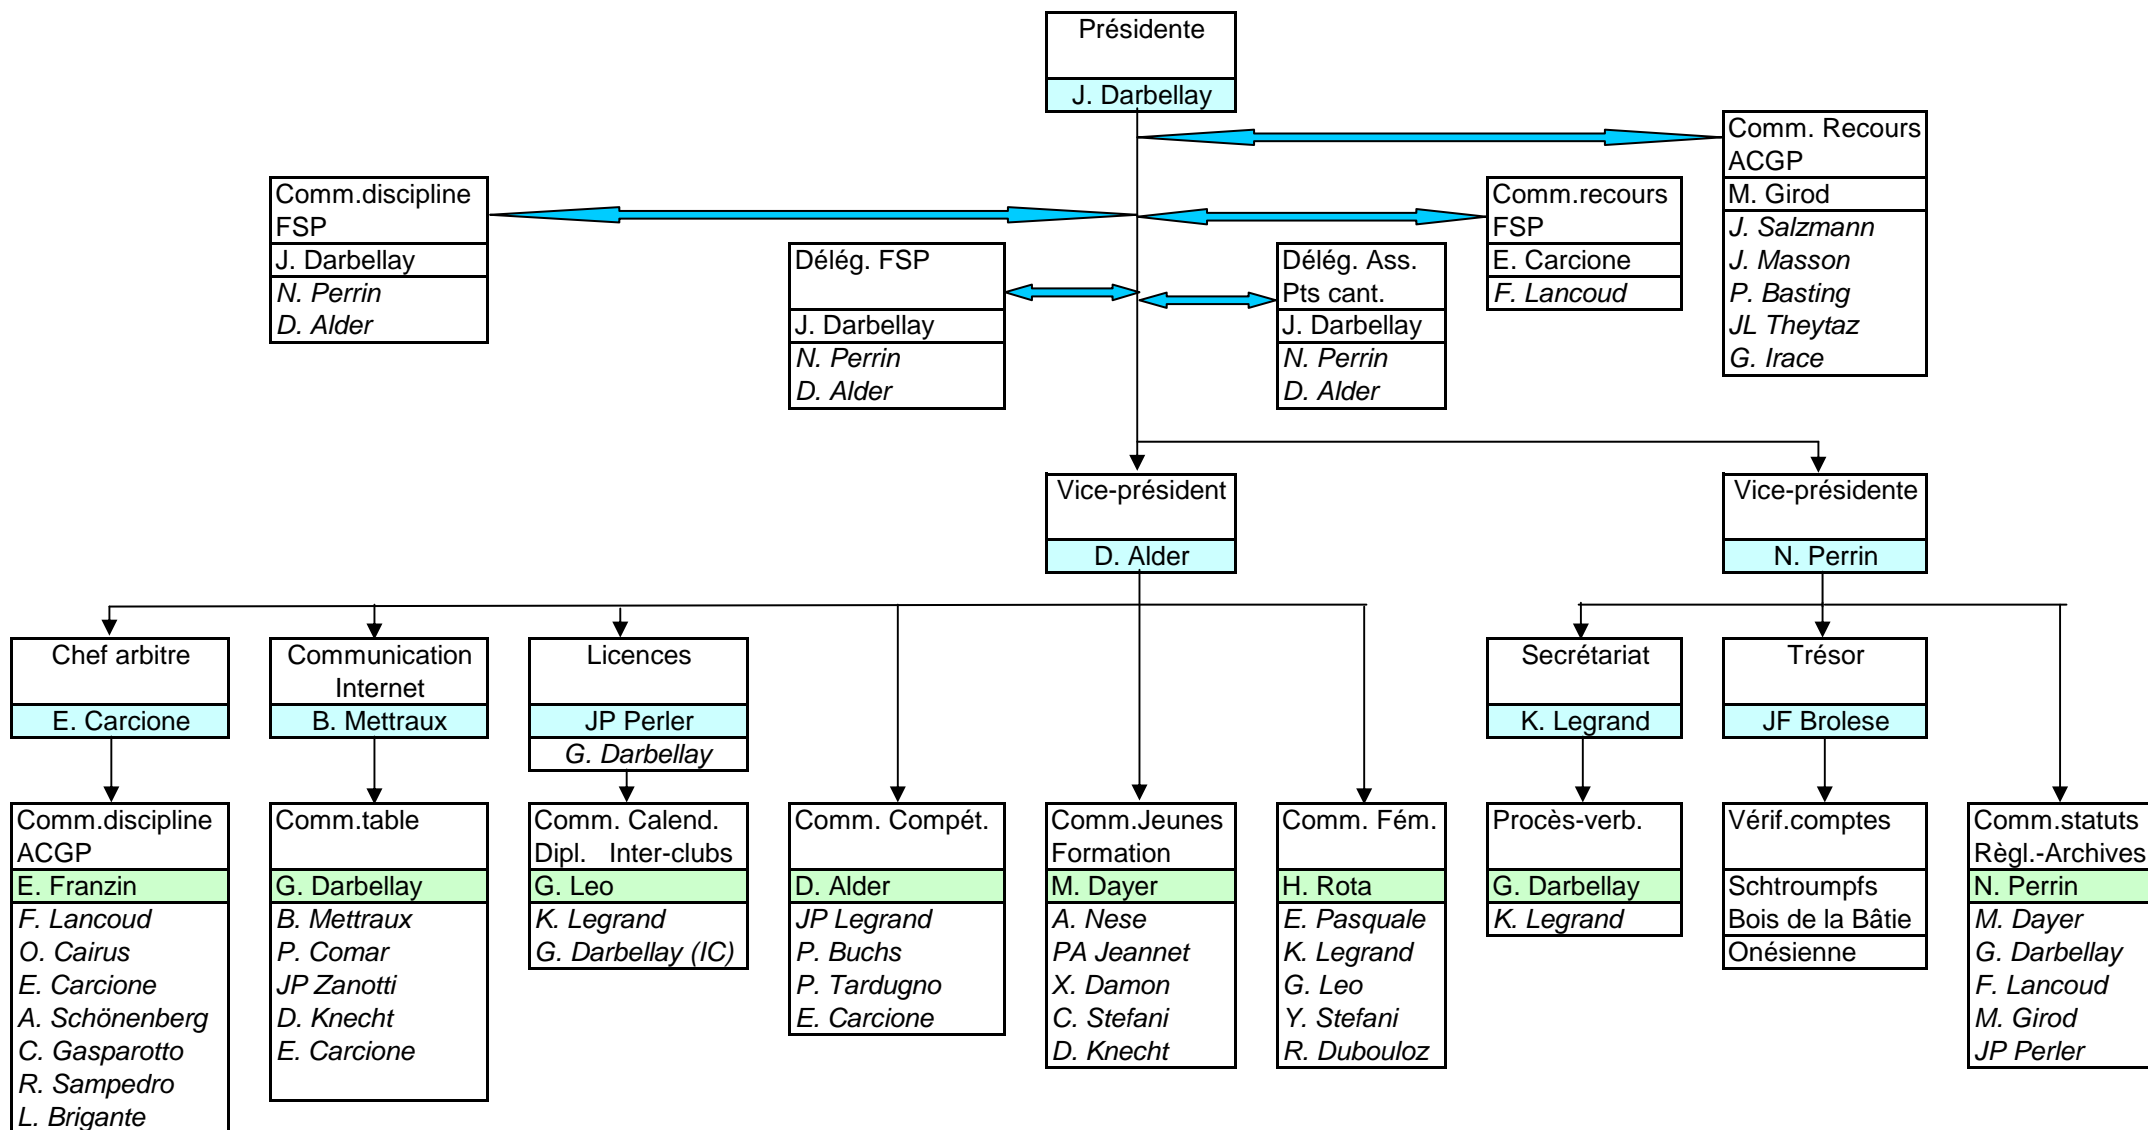 Présidente
J. Darbellay
Comm. Recours
ACGP
M. Girod
J. Salzmann
J. Masson
P. Basting
JL Theytaz
G. Irace
Comm.discipline
FSP
J. Darbellay
N. Perrin
D. Alder
Comm.recours
FSP
E. Carcione
F. Lancoud
Délég. FSP
J. Darbellay
N. Perrin
D. Alder
Délég. Ass.
Pts cant.
J. Darbellay
N. Perrin
D. Alder
Vice-président
D. Alder
Vice-présidente
N. Perrin
Chef arbitre
E. Carcione
Communication
Internet
B. Mettraux
Licences
JP Perler
G. Darbellay
Secrétariat
K. Legrand
Trésor
JF Brolese
Comm.discipline
ACGP
E. Franzin
F. Lancoud
O. Cairus
E. Carcione
A. Schönenberg
C. Gasparotto
R. Sampedro
L. Brigante
Comm.table
G. Darbellay
B. Mettraux
P. Comar
JP Zanotti
D. Knecht
E. Carcione
Comm. Calend.
Dipl. Inter-clubs
G. Leo
K. Legrand
G. Darbellay (IC)
Comm. Compét.
D. Alder
JP Legrand
P. Buchs
P. Tardugno
E. Carcione
Comm.Jeunes
Formation
M. Dayer
A. Nese
PA Jeannet
X. Damon
C. Stefani
D. Knecht
Comm. Fém.
H. Rota
E. Pasquale
K. Legrand
G. Leo
Y. Stefani
R. Dubouloz
Procès-verb.
G. Darbellay
K. Legrand
Vérif.comptes
Schtroumpfs
Bois de la Bâtie
Onésienne
Comm.statuts
Règl.-Archives
N. Perrin
M. Dayer
G. Darbellay
F. Lancoud
M. Girod
JP Perler